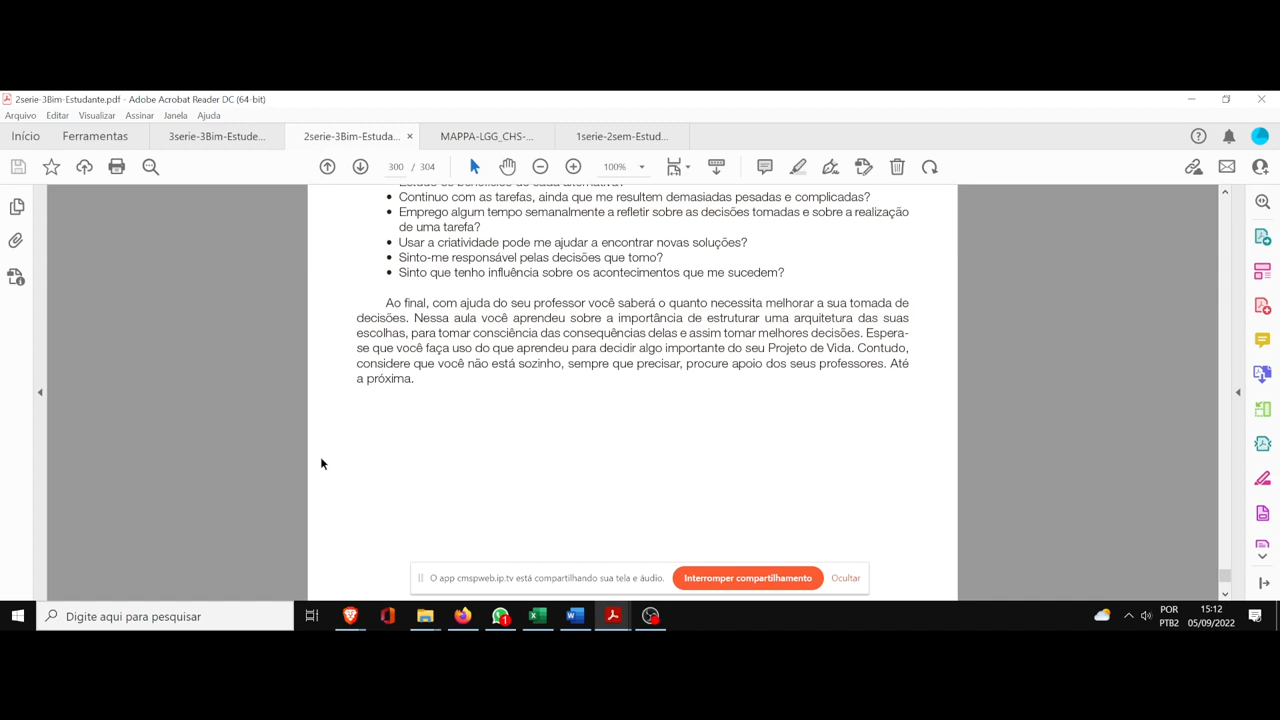 2serie-3Bim-Estudante.pdf - Adobe Acrobat Reader DC (64-bit)
Arquivo Editar Visualizar Assinar Janela Ajuda
Início Ferramentas 3serie-3Bim-Estude... 2serie-3Bim-Estuda... MAPPA-LGG_CHS-... 1serie-2sem-Estud...
300 / 304 100%
Estudo os benefícios de cada alternativa?
• Continuo com as tarefas, ainda que me resultem demasiadas pesadas e complicadas?
• Emprego algum tempo semanalmente a refletir sobre as decisões tomadas e sobre a realização
de uma tarefa?
• Usar a criatividade pode me ajudar a encontrar novas soluções?
• Sinto-me responsável pelas decisões que tomo?
• Sinto que tenho influência sobre os acontecimentos que me sucedem?
Ao final, com ajuda do seu professor você saberá o quanto necessita melhorar a sua tomada de
decisões. Nessa aula você aprendeu sobre a importância de estruturar uma arquitetura das suas
escolhas, para tomar consciência das consequências delas e assim tomar melhores decisões. Espera-
se que você faça uso do que aprendeu para decidir algo importante do seu Projeto de Vida. Contudo,
considere que você não está sozinho, sempre que precisar, procure apoio dos seus professores. Até
a próxima.
O app cmspweb.ip.tv está compartilhando sua tela e áudio. Interromper compartilhamento Ocultar
Digite aqui para pesquisar
1
POR 15:12
PTB2 05/09/2022